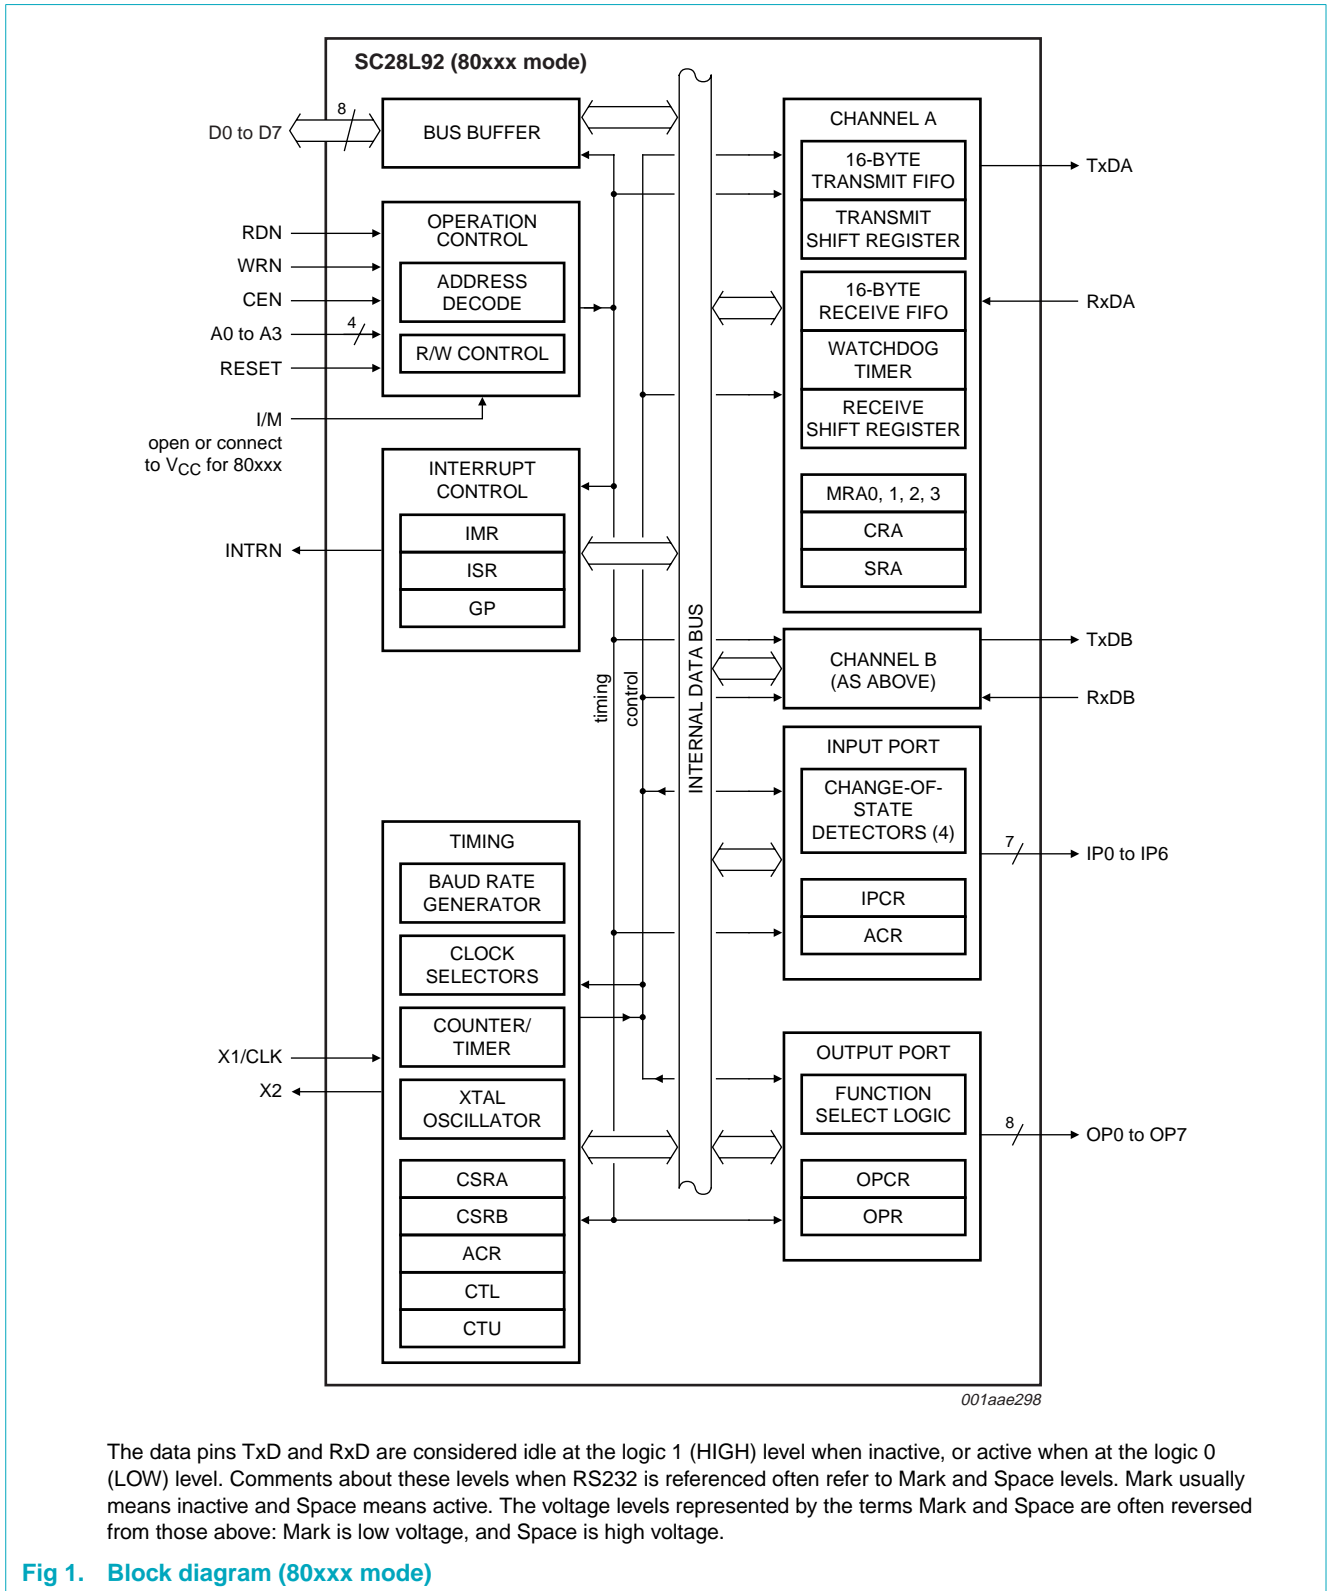 SC28L92 (80xxx mode)
D0 to D7
8
BUS BUFFER
RDN
WRN
CEN
A0 to A3
4
RESET
OPERATION
CONTROL
ADDRESS
DECODE
R/W CONTROL
I/M
open or connect
to VCC for 80xxx
INTERRUPT
CONTROL
IMR
ISR
GP
INTRN
timing
control
INTERNAL DATA BUS
TIMING
BAUD RATE
GENERATOR
CLOCK
SELECTORS
COUNTER/
TIMER
XTAL
OSCILLATOR
CSRA
CSRB
ACR
CTL
CTU
X1/CLK
X2
CHANNEL A
16-BYTE
TRANSMIT FIFO
TRANSMIT
SHIFT REGISTER
16-BYTE
RECEIVE FIFO
WATCHDOG
TIMER
RECEIVE
SHIFT REGISTER
MRA0, 1, 2, 3
CRA
SRA
TxDA
RxDA
CHANNEL B
(AS ABOVE)
TxDB
RxDB
INPUT PORT
CHANGE-OF-
STATE
DETECTORS (4)
IPCR
ACR
7
IP0 to IP6
OUTPUT PORT
FUNCTION
SELECT LOGIC
OPCR
OPR
8
OP0 to OP7
001aae298
The data pins TxD and RxD are considered idle at the logic 1 (HIGH) level when inactive, or active when at the logic 0
(LOW) level. Comments about these levels when RS232 is referenced often refer to Mark and Space levels. Mark usually
means inactive and Space means active. The voltage levels represented by the terms Mark and Space are often reversed
from those above: Mark is low voltage, and Space is high voltage.
Fig 1. Block diagram (80xxx mode)